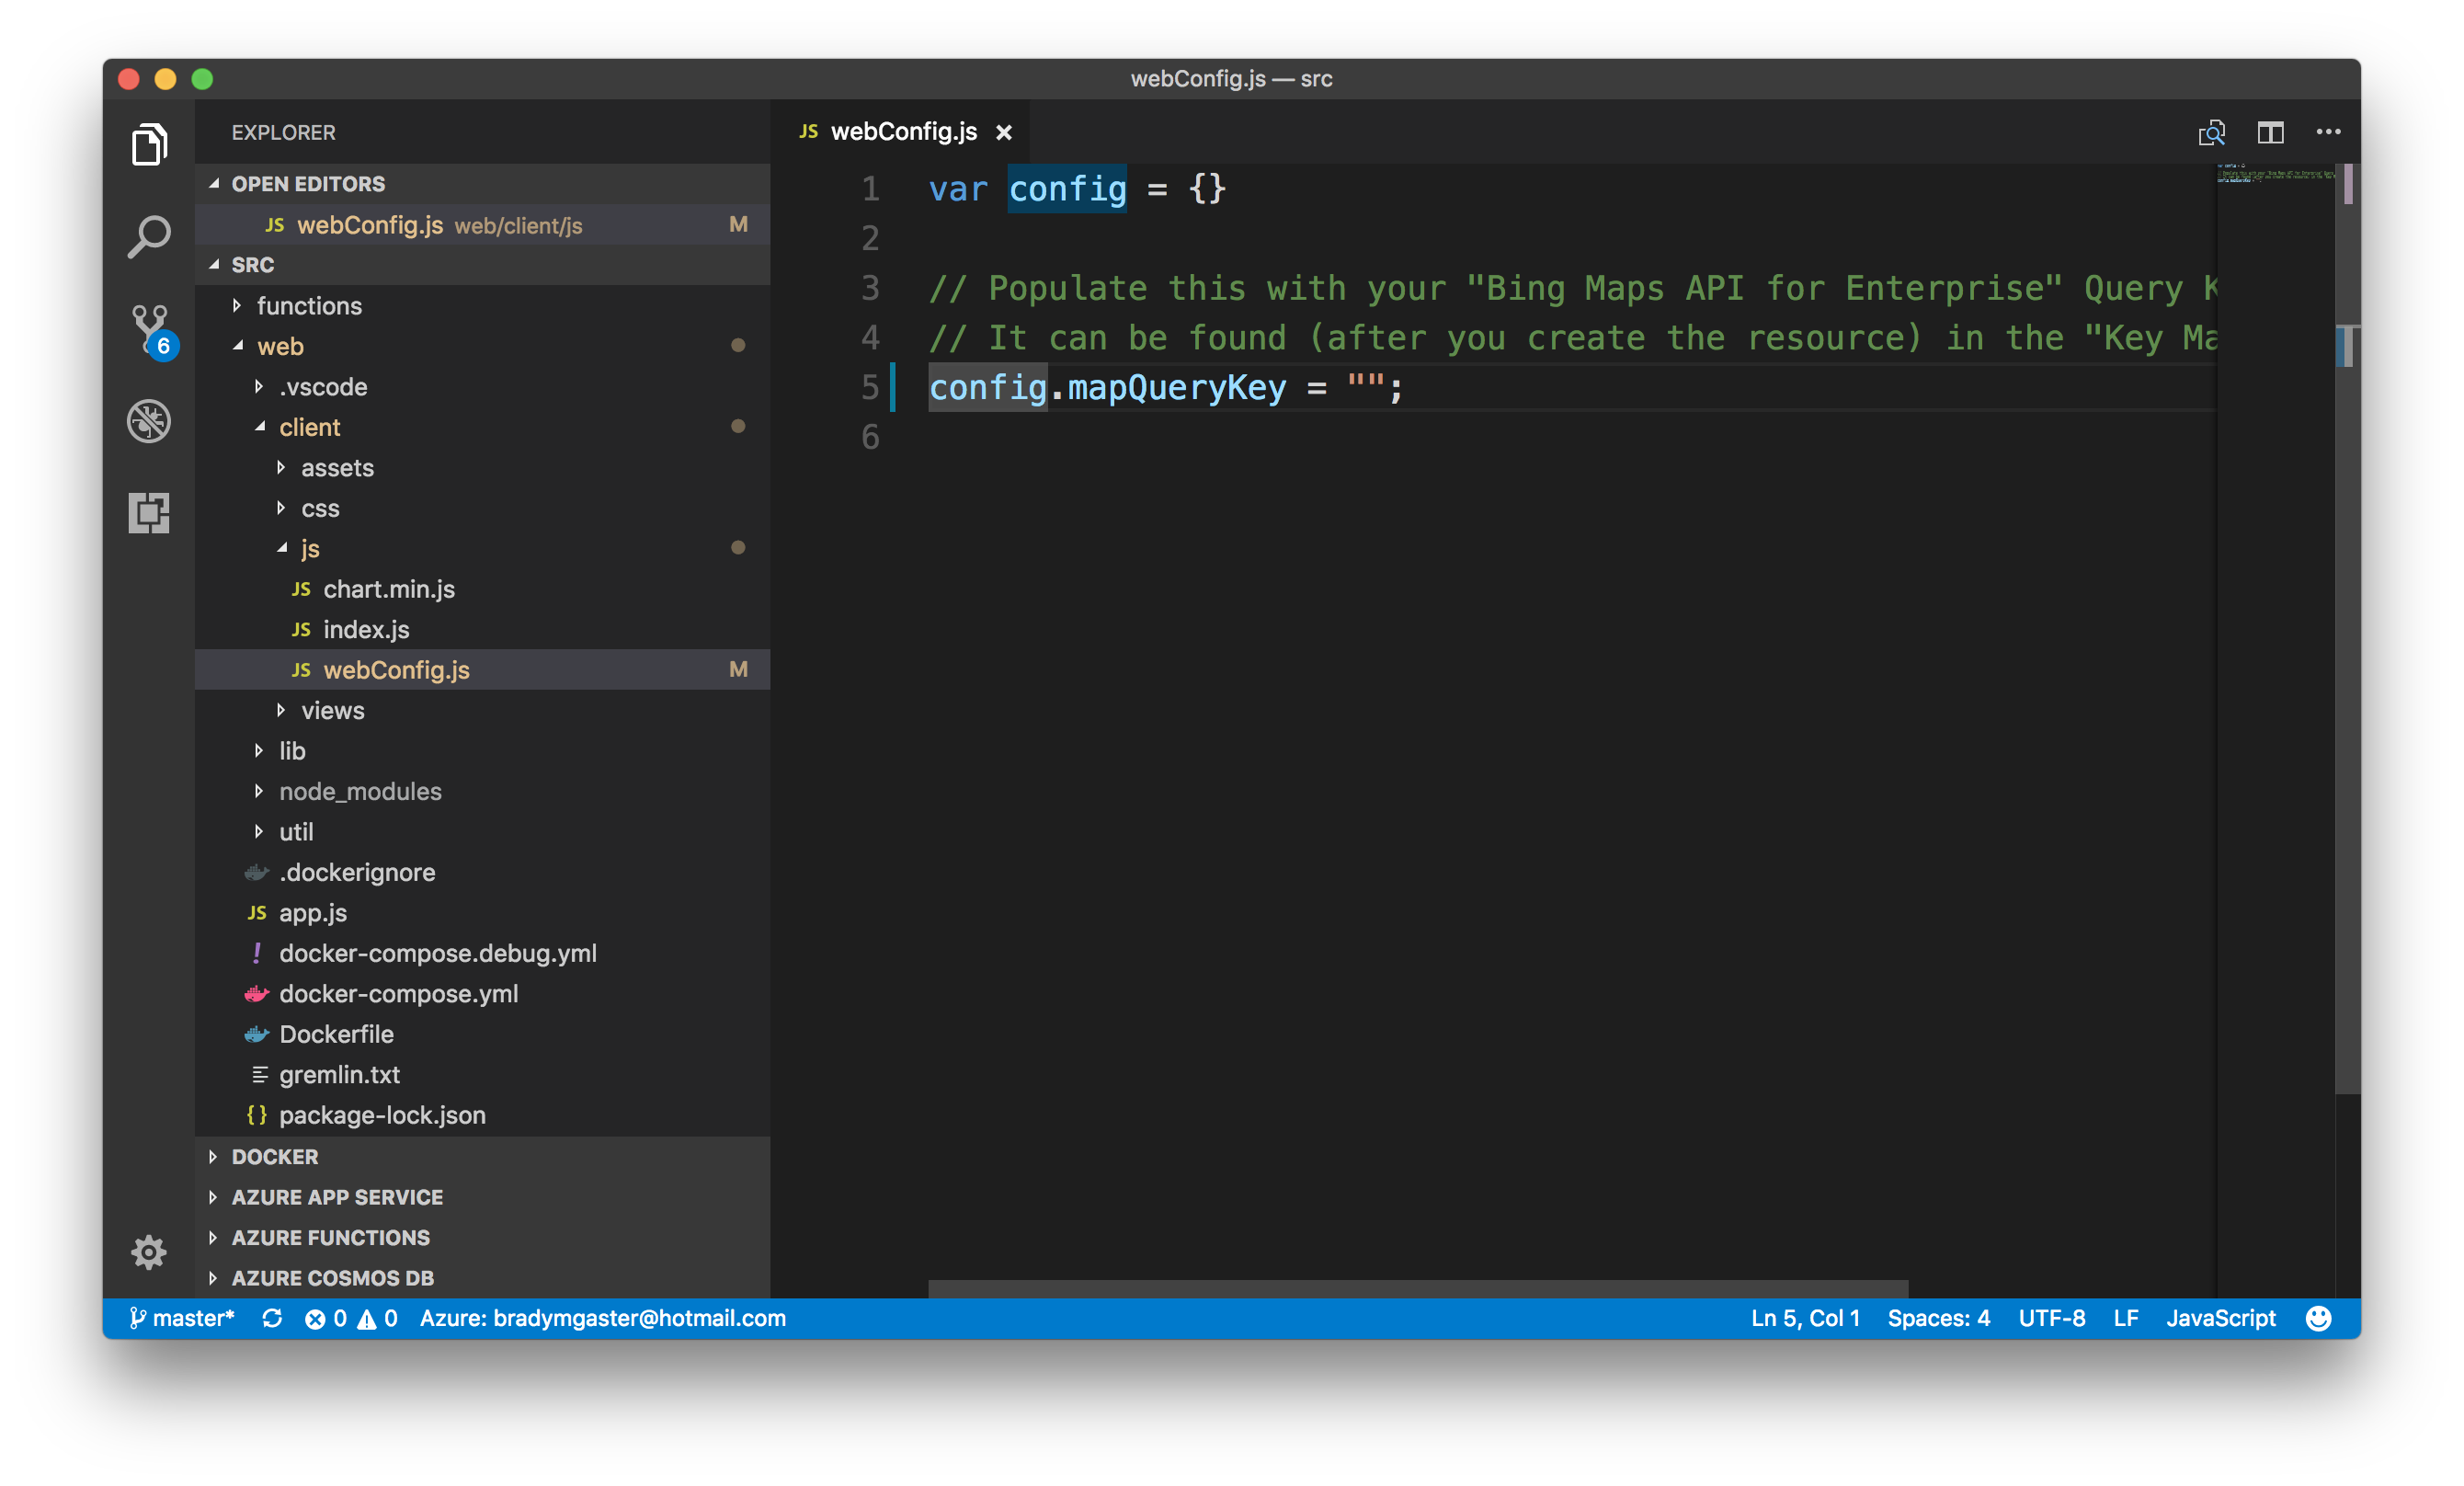 webConfig.js — src
EXPLORER
OPEN EDITORS
JS webConfig.js web/client/js M
SRC
functions
web
.vscode
client
assets
css
js
JS chart.min.js
JS index.js
JS webConfig.js M
views
lib
node_modules
util
.dockerignore
JS app.js
! docker-compose.debug.yml
docker-compose.yml
Dockerfile
gremlin.txt
{} package-lock.json
DOCKER
AZURE APP SERVICE
AZURE FUNCTIONS
AZURE COSMOS DB
6
JS webConfig.js ×
1 var config = {}
2
3 // Populate this with your "Bing Maps API for Enterprise" Query K
4 // It can be found (after you create the resource) in the "Key Ma
5 config.mapQueryKey = "";
6
master* 0 0 Azure: bradymgaster@hotmail.com Ln 5, Col 1 Spaces: 4 UTF-8 LF JavaScript